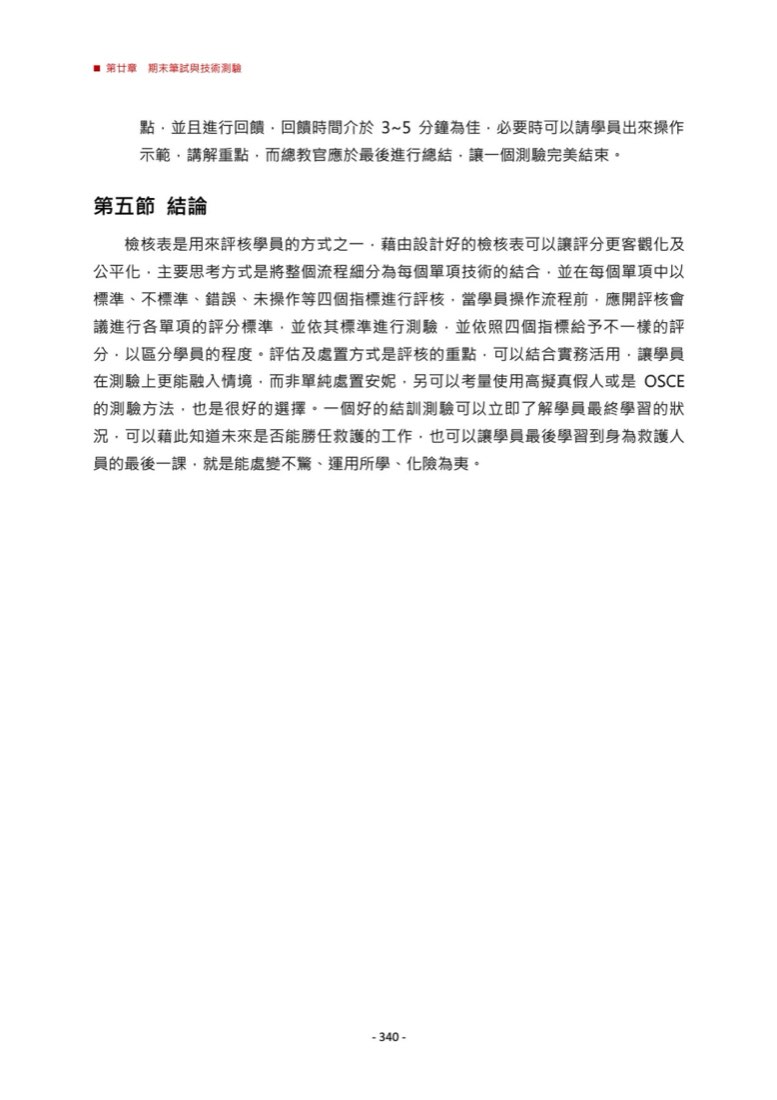 ■ 第廿章 期末筆試與技術測驗
點，並且進行回饋，回饋時間介於 3~5 分鐘為佳，必要時可以請學員出來操作
示範，講解重點，而總教官應於最後進行總結，讓一個測驗完美結束。
第五節 結論
檢核表是用來評核學員的方式之一，藉由設計好的檢核表可以讓評分更客觀化及
公平化，主要思考方式是將整個流程細分為每個單項技術的結合，並在每個單項中以
標準、不標準、錯誤、未操作等四個指標進行評核，當學員操作流程前，應開評核會
議進行各單項的評分標準，並依其標準進行測驗，並依照四個指標給予不一樣的評
分，以區分學員的程度。評估及處置方式是評核的重點，可以結合實務活用，讓學員
在測驗上更能融入情境，而非單純處置安妮，另可以考量使用高擬真假人或是 OSCE
的測驗方法，也是很好的選擇。一個好的結訓測驗可以立即了解學員最終學習的狀
況，可以藉此知道未來是否能勝任救護的工作，也可以讓學員最後學習到身為救護人
員的最後一課，就是能處變不驚、運用所學、化險為夷。
- 340 -